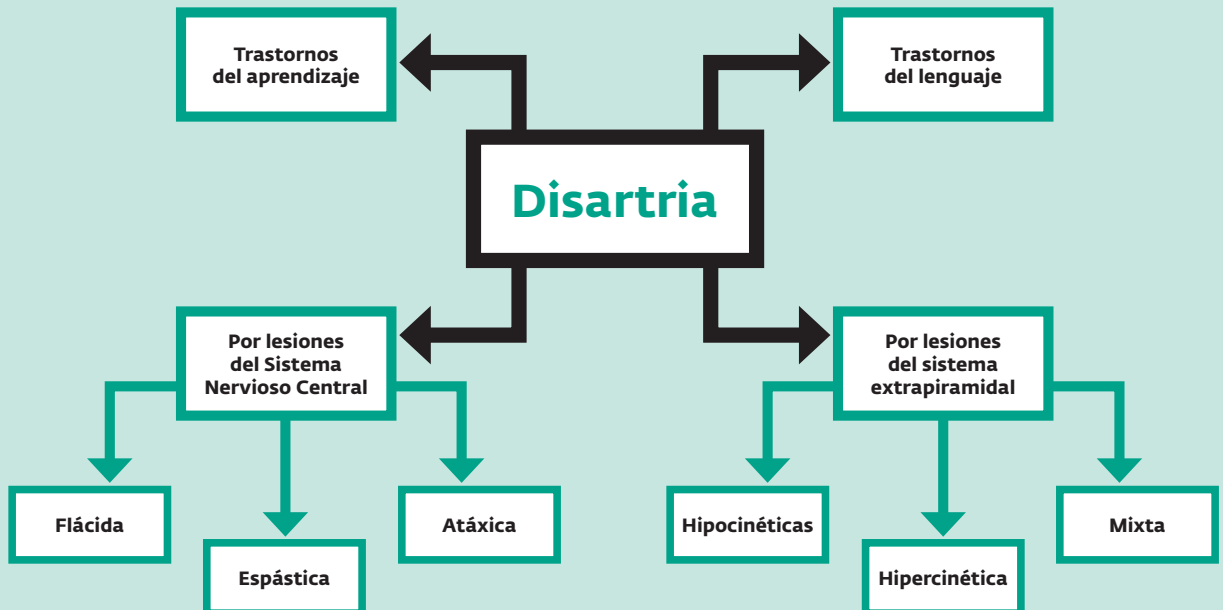 Trastornos
del aprendizaje
Trastornos
del lenguaje
Disartria
Por lesiones
del Sistema
Nervioso Central
Por lesiones
del sistema
extrapiramidal
Flácida
Espástica
Atáxica
Hipocinéticas
Hipercinética
Mixta